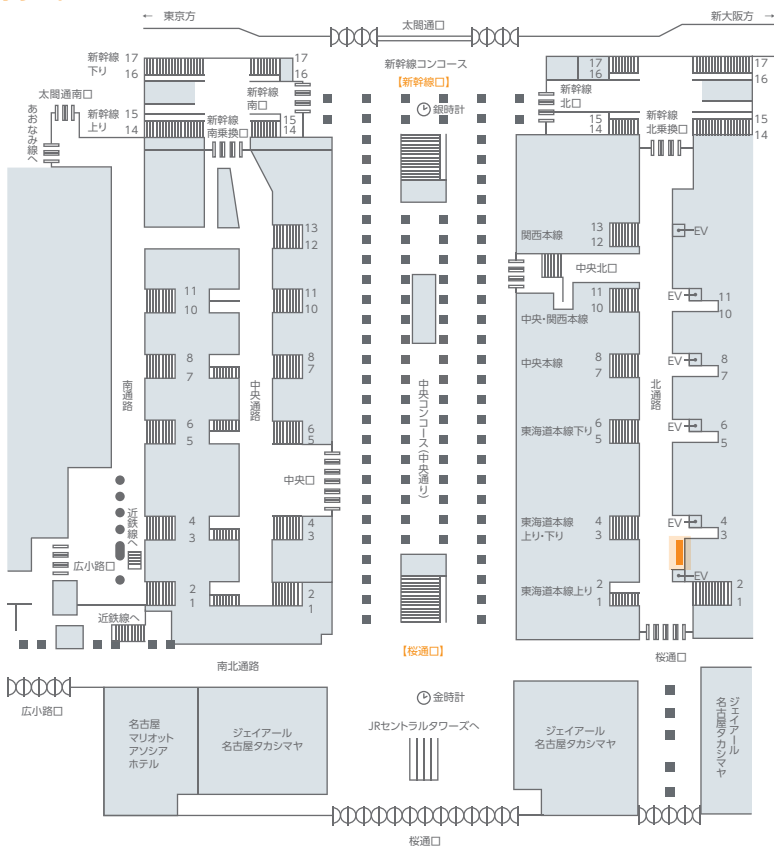 ← 東京方
太閤通口
新大阪方 →
新幹線
下り
17
16
17
16
新幹線コンコース
【新幹線口】
17
16
17
16
太閤通南口
新幹線
南口
銀時計
新幹線
北口
あおなみ線へ
新幹線
上り
15
14
新幹線
南乗換口
15
14
15
14
新幹線
北乗換口
15
14
13
12
関西本線
13
12
EV
中央北口
11
10
11
10
11
10
中央・関西本線
EV
11
10
8
7
8
7
中央本線
8
7
EV
8
7
南通路
中央通路
中央コンコース(中央通り)
北通路
6
5
6
5
東海道本線下り
6
5
EV
6
5
中央口
近鉄線へ
4
3
4
3
東海道本線
上り・下り
4
3
EV
4
3
広小路口
2
1
2
1
東海道本線上り
2
1
EV
2
1
近鉄線へ
【桜通口】
桜通口
南北通路
広小路口
金時計
名古屋
マリオット
アソシア
ホテル
ジェイアール
名古屋タカシマヤ
JRセントラルタワーズへ
ジェイアール
名古屋タカシマヤ
ジェイアール
名古屋タカシマヤ
桜通口